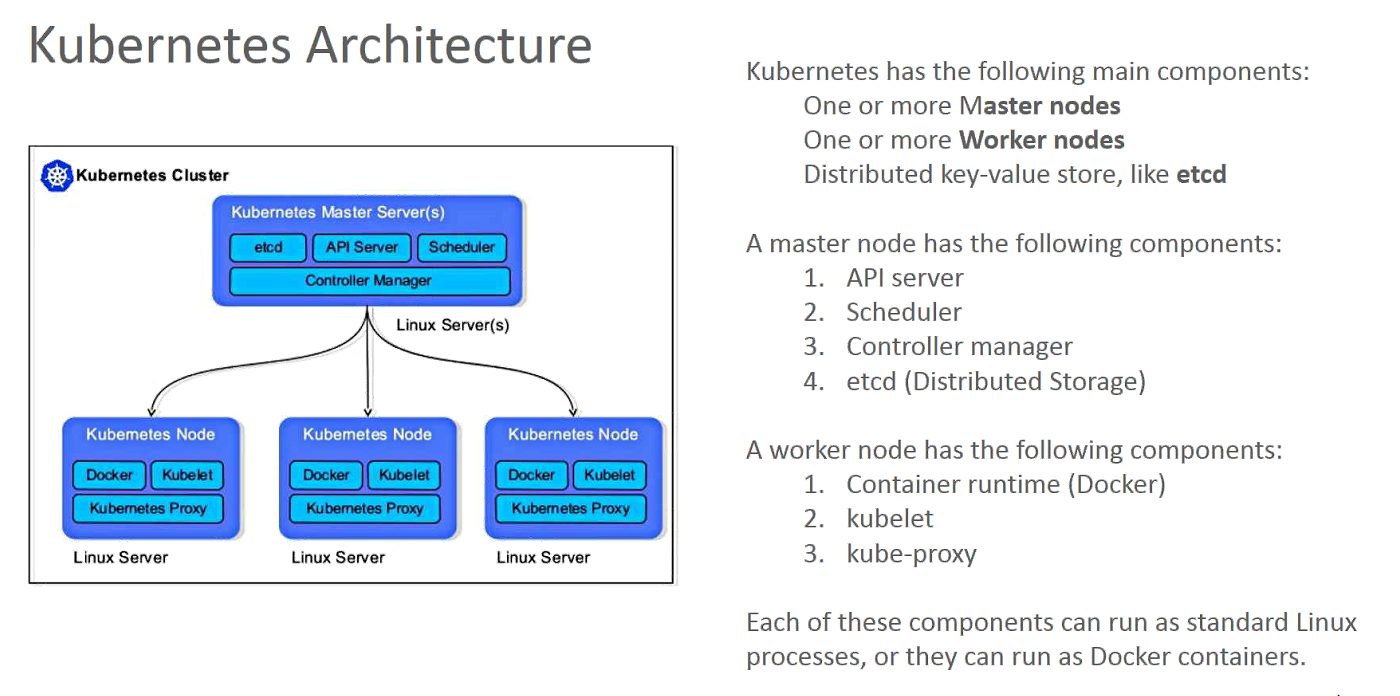 Kubernetes Architecture
Kubernetes Cluster
Kubernetes Master Server(s)
etcd API Server Scheduler
Controller Manager
Linux Server(s)
Kubernetes Node
Docker Kubelet
Kubernetes Proxy
Linux Server
Kubernetes Node
Docker Kubelet
Kubernetes Proxy
Linux Server
Kubernetes Node
Docker Kubelet
Kubernetes Proxy
Linux Server
Kubernetes has the following main components:
One or more Master nodes
One or more Worker nodes
Distributed key-value store, like etcd
A master node has the following components:
1. API server
2. Scheduler
3. Controller manager
4. etcd (Distributed Storage)
A worker node has the following components:
1. Container runtime (Docker)
2. kubelet
3. kube-proxy
Each of these components can run as standard Linux
processes, or they can run as Docker containers.